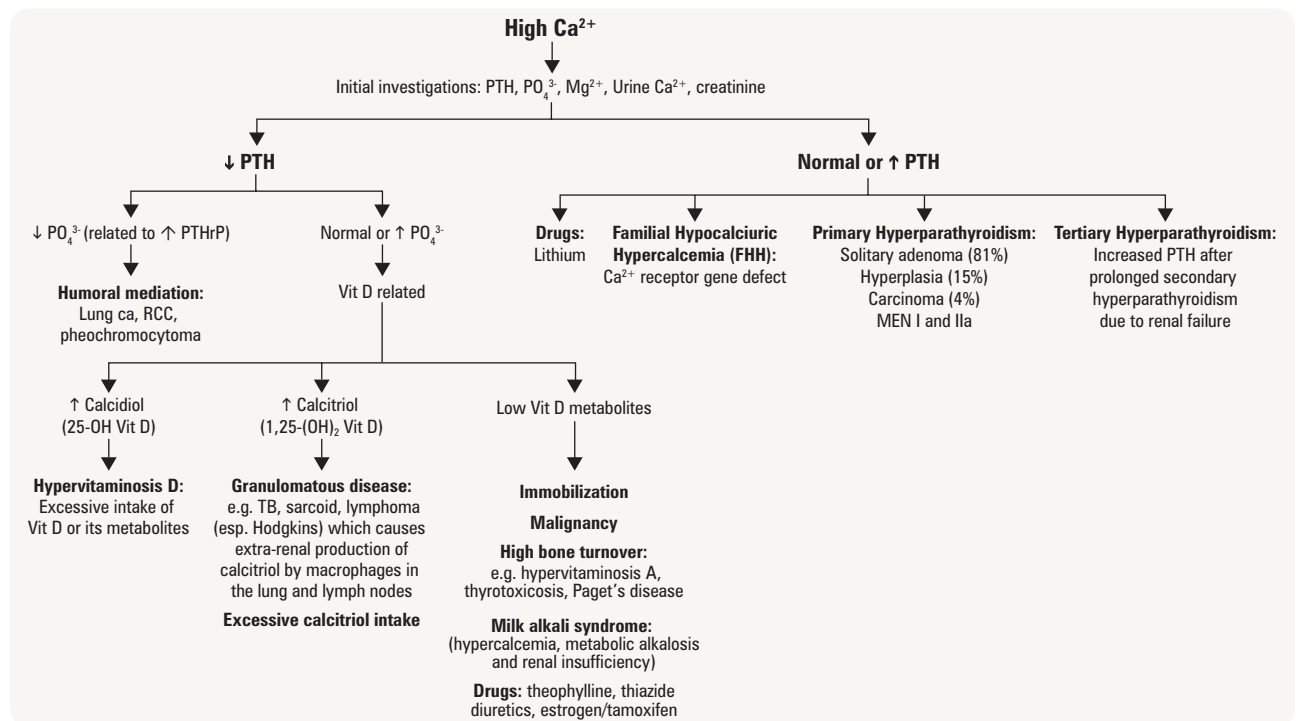 High Ca²⁺
Initial investigations: PTH, PO₄³⁻, Mg²⁺, Urine Ca²⁺, creatinine
↓ PTH
Normal or ↑ PTH
↓ PO₄³⁻ (related to ↑ PTHrP)
Normal or ↑ PO₄³⁻
Humoral mediation:
Lung ca, RCC,
pheochromocytoma
Vit D related
Drugs:
Lithium
Familial Hypocalciuric
Hypercalcemia (FHH):
Ca²⁺ receptor gene defect
Primary Hyperparathyroidism:
Solitary adenoma (81%)
Hyperplasia (15%)
Carcinoma (4%)
MEN I and IIa
Tertiary Hyperparathyroidism:
Increased PTH after
prolonged secondary
hyperparathyroidism
due to renal failure
↑ Calcidiol
(25-OH Vit D)
↑ Calcitriol
(1,25-(OH)₂ Vit D)
Low Vit D metabolites
Hypervitaminosis D:
Excessive intake of
Vit D or its metabolites
Granulomatous disease:
e.g. TB, sarcoid, lymphoma
(esp. Hodgkins) which causes
extra-renal production of
calcitriol by macrophages in
the lung and lymph nodes
Excessive calcitriol intake
Immobilization
Malignancy
High bone turnover:
e.g. hypervitaminosis A,
thyrotoxicosis, Paget's disease
Milk alkali syndrome:
(hypercalcemia, metabolic alkalosis
and renal insufficiency)
Drugs: theophylline, thiazide
diuretics, estrogen/tamoxifen